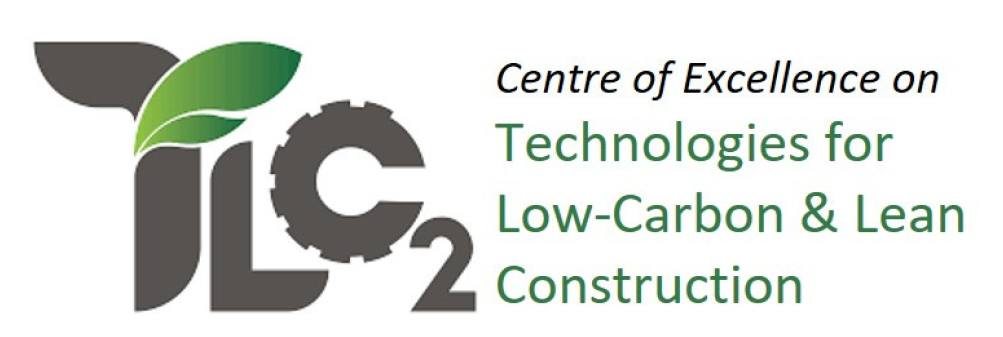 TLC2
Centre of Excellence on
Technologies for
Low-Carbon & Lean
Construction